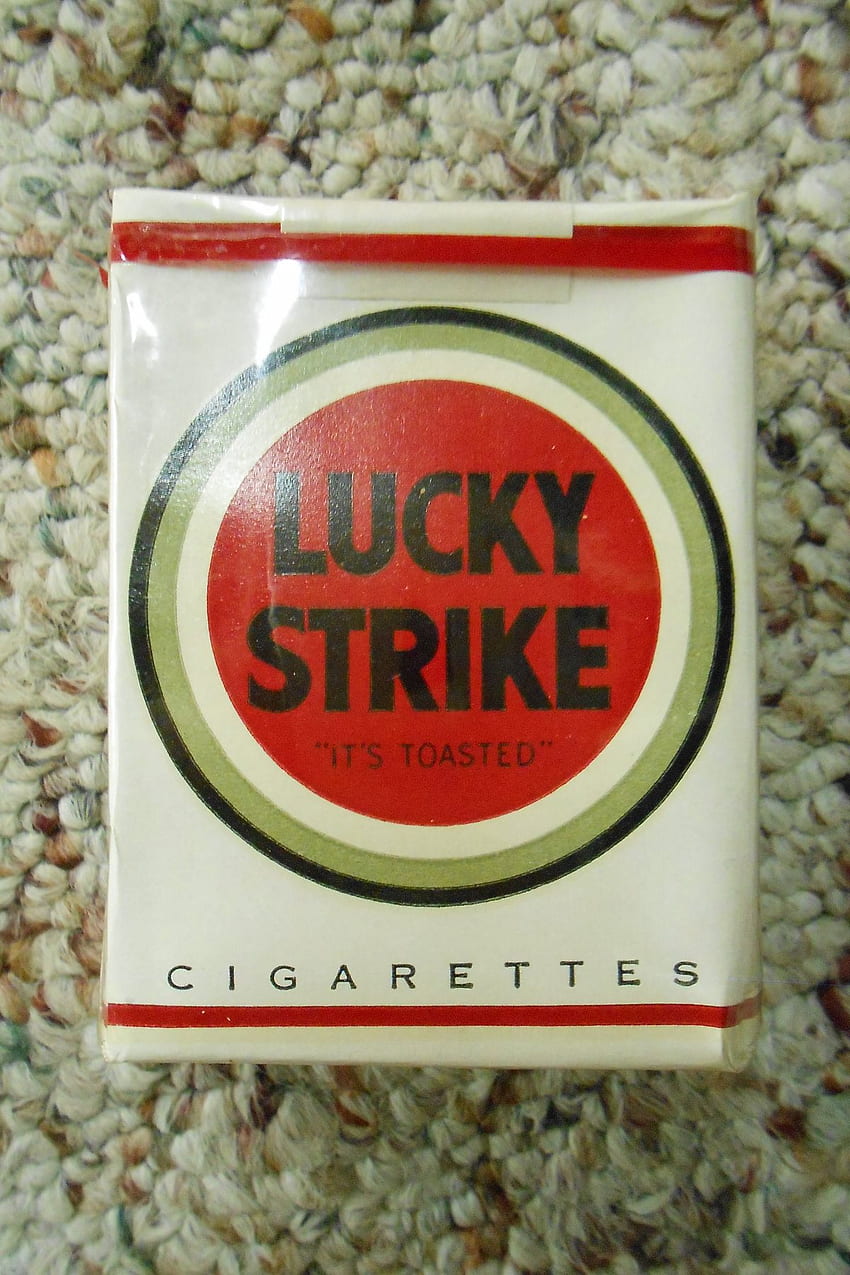 LUCKY
STRIKE
"IT'S TOASTED"
CIGARETTES